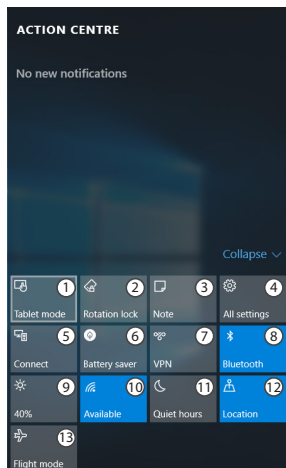 ACTION CENTRE
No new notifications
Collapse
1 2 3 4
Tablet mode Rotation lock Note All settings
5 6 7 8
Connect Battery saver VPN Bluetooth
9 10 11 12
40% Available Quiet hours Location
13
Flight mode